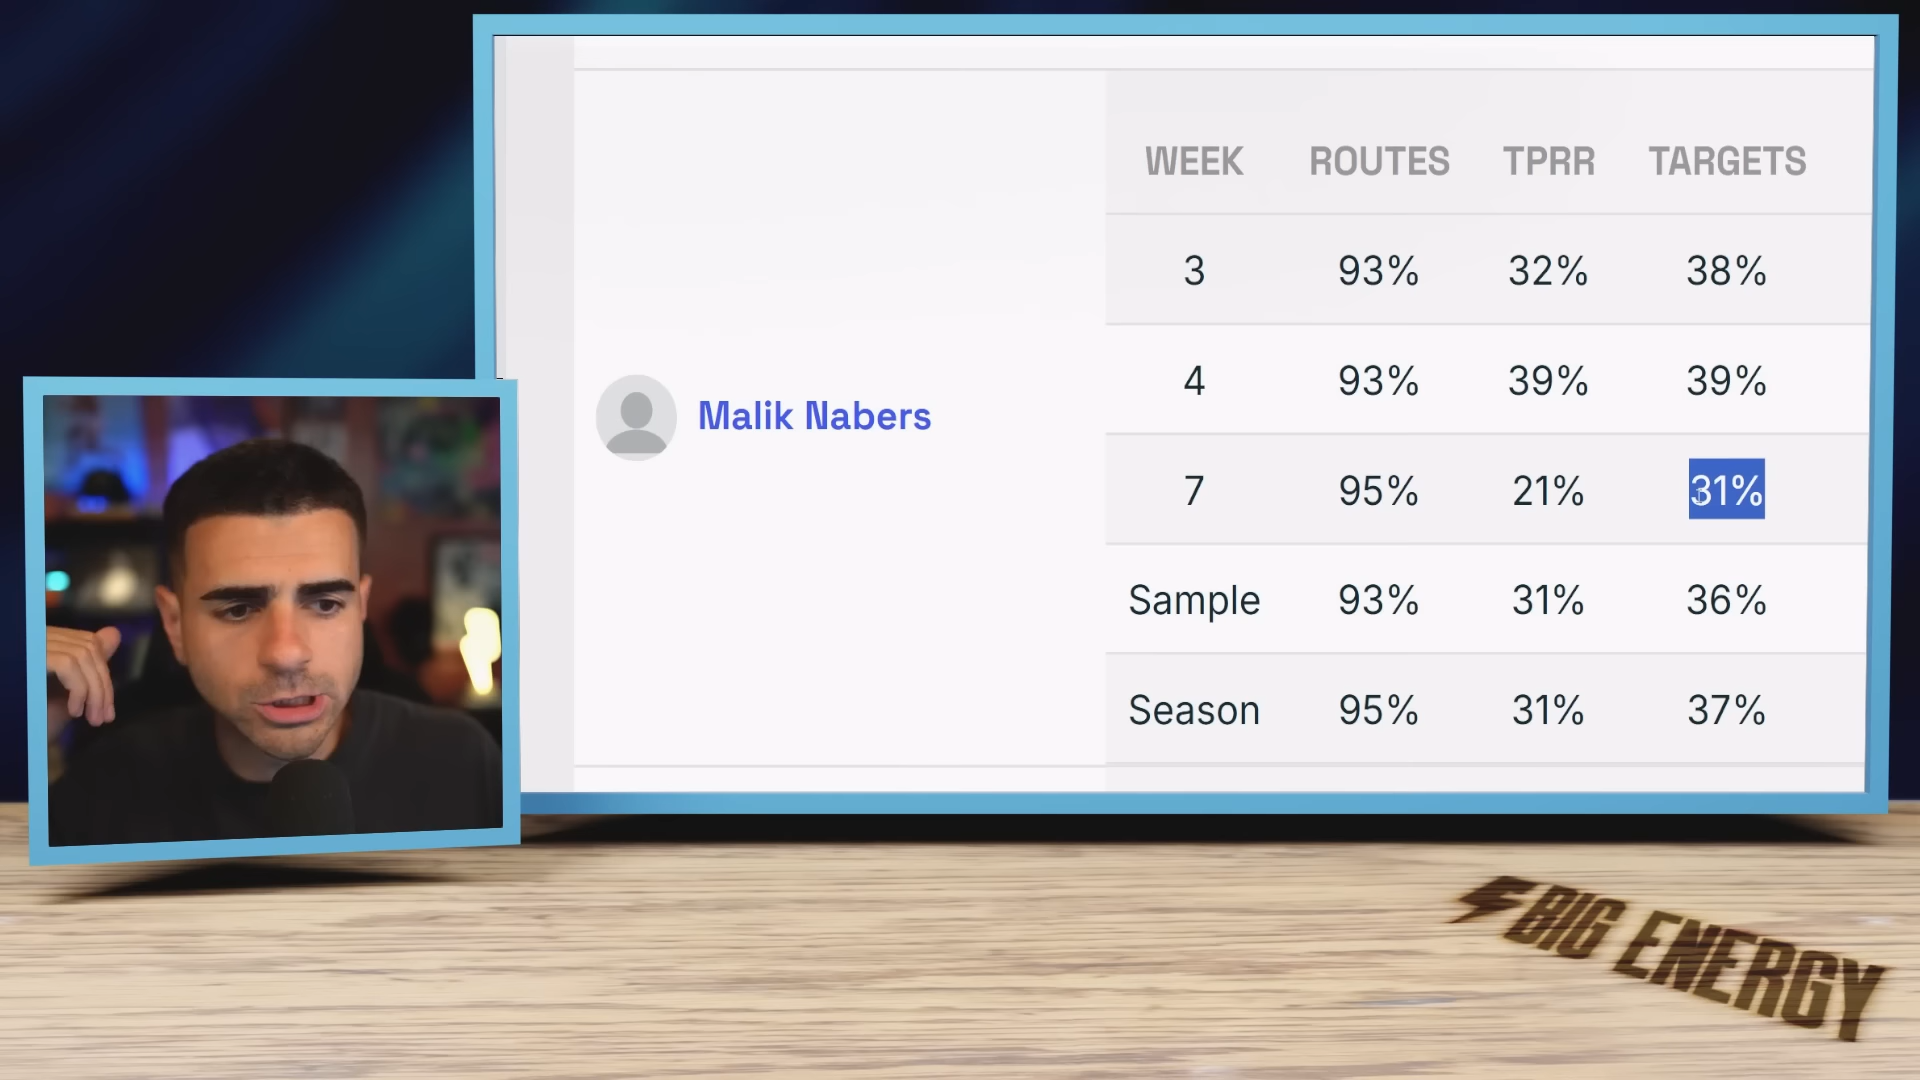 WEEK ROUTES TPRR TARGETS
3 93% 32% 38%
4 93% 39% 39%
Malik Nabers
7 95% 21% 31%
Sample 93% 31% 36%
Season 95% 31% 37%
BIG ENERGY